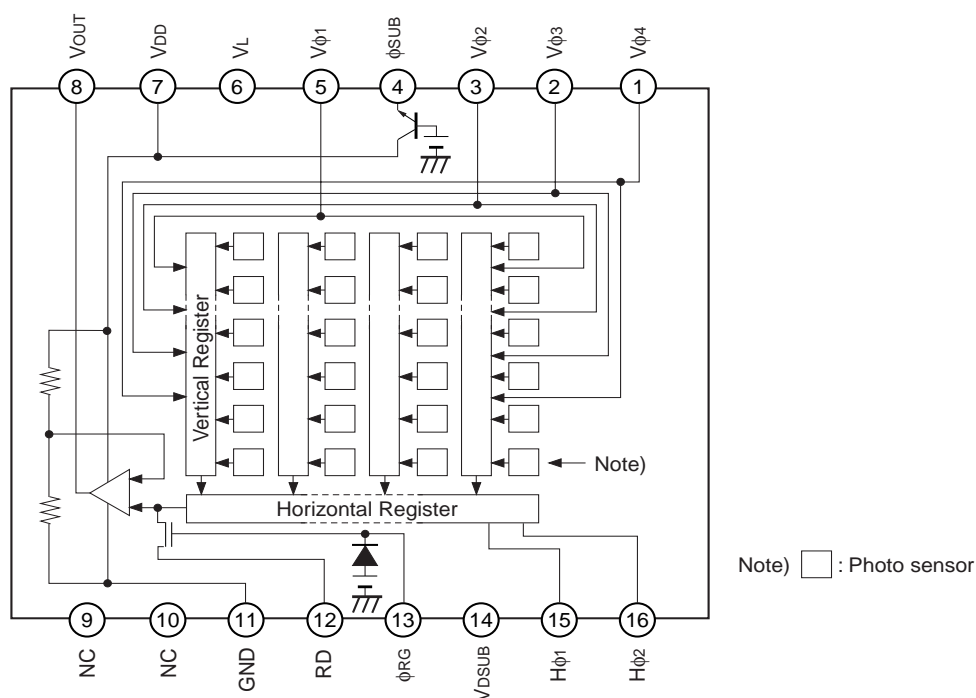 VOUT
VDD
VL
Vϕ1
ϕSUB
Vϕ2
Vϕ3
Vϕ4
8
7
6
5
4
3
2
1
Vertical Register
Note)
Horizontal Register
Note) : Photo sensor
9
10
11
12
13
14
15
16
NC
NC
GND
RD
ϕRG
VDSUB
Hϕ1
Hϕ2